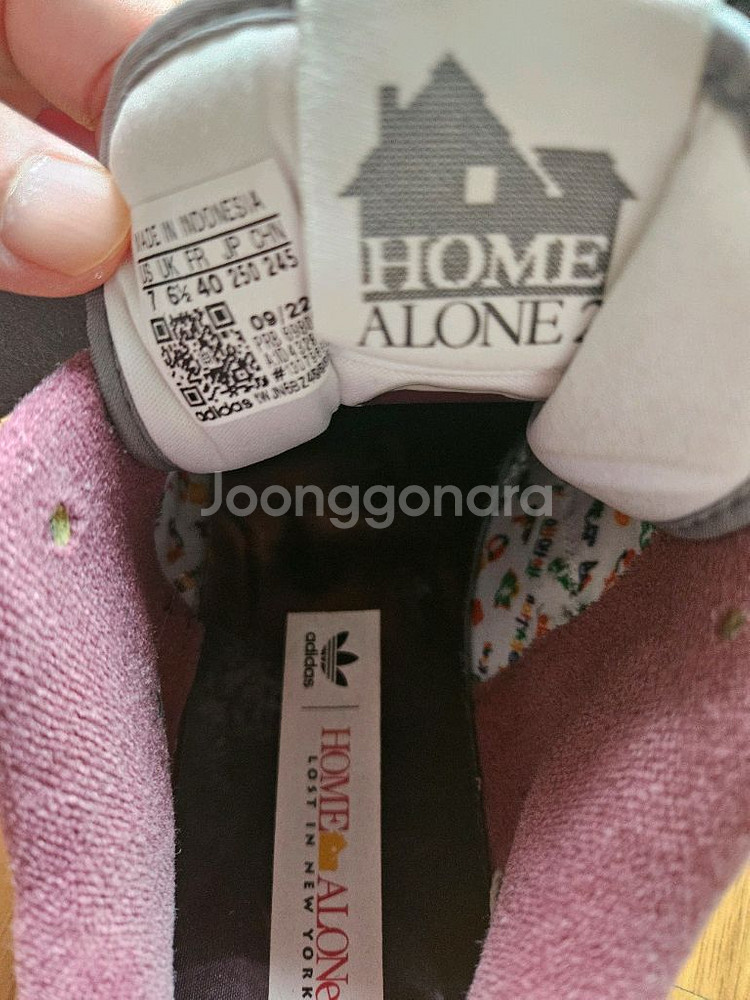 MADE IN INDONESIA
US UK FR JP CHN
7 6½ 40 250 245
09/22
adidas
HOME
ALONE 2
Joonggonara
adidas
HOME ALONe
LOST IN NEW YORK